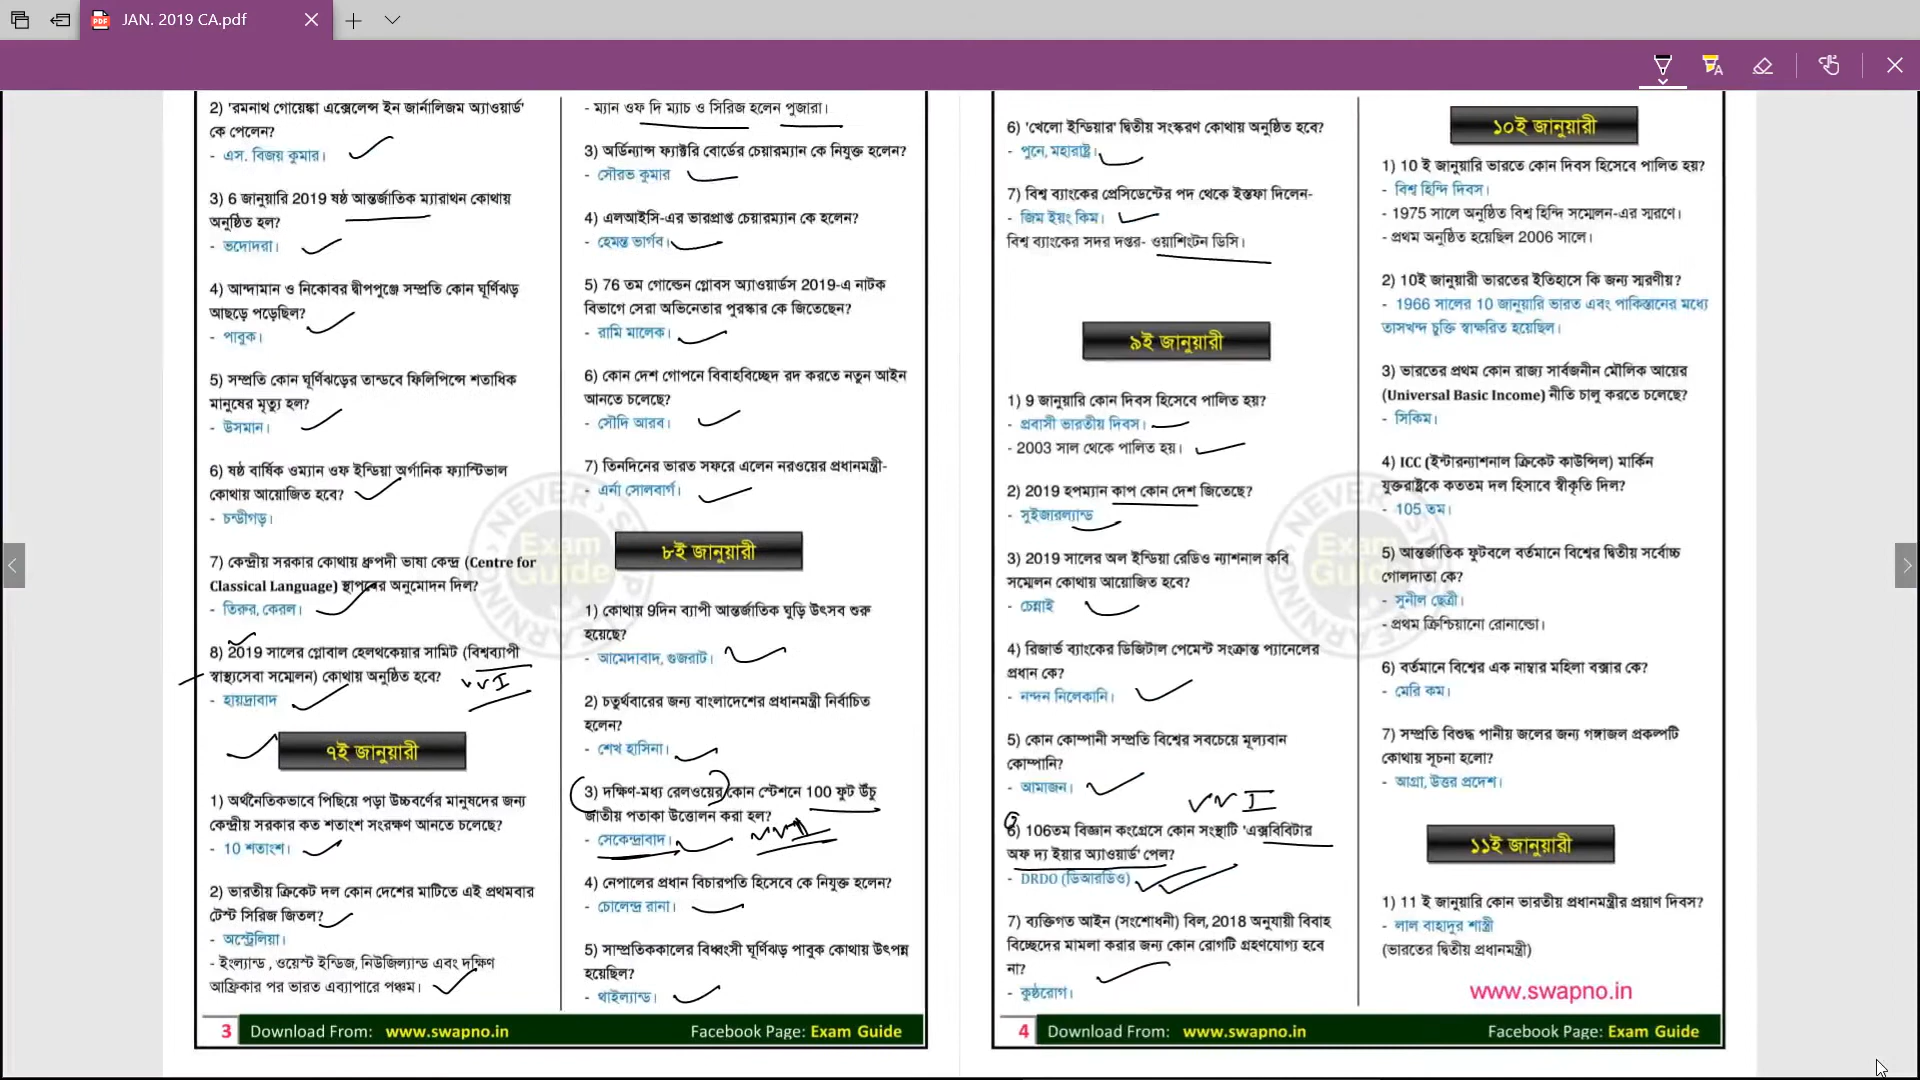 JAN. 2019 CA.pdf
2) 'রমনাথ গোয়েঙ্কা এক্সেলেন্স ইন জার্নালিজম অ্যাওয়ার্ড'
কে পেলেন?
- এস. বিজয় কুমার।
3) 6 জানুয়ারি 2019 ষষ্ঠ আন্তর্জাতিক ম্যারাথন কোথায়
অনুষ্ঠিত হল?
- ভদোদরা।
4) আন্দামান ও নিকোবর দ্বীপপুঞ্জে সম্প্রতি কোন ঘূর্ণিঝড়
আছড়ে পড়েছিল?
- পাবুক।
5) সম্প্রতি কোন ঘূর্ণিঝড়ের তান্ডবে ফিলিপিন্সে শতাধিক
মানুষের মৃত্যু হল?
- উসমান।
6) ষষ্ঠ বার্ষিক ওম্যান ওফ ইন্ডিয়া অর্গানিক ফ্যাস্টিভাল
কোথায় আয়োজিত হবে?
- চন্ডীগড়।
7) কেন্দ্রীয় সরকার কোথায় ধ্রুপদী ভাষা কেন্দ্র (Centre for
Classical Language) স্থাপনের অনুমোদন দিল?
- তিরুর, কেরল।
8) 2019 সালের গ্লোবাল হেলথকেয়ার সামিট (বিশ্বব্যাপী
স্বাস্থ্যসেবা সম্মেলন) কোথায় অনুষ্ঠিত হবে? vvI
- হায়দ্রাবাদ
৭ই জানুয়ারী
1) অর্থনৈতিকভাবে পিছিয়ে পড়া উচ্চবর্ণের মানুষদের জন্য
কেন্দ্রীয় সরকার কত শতাংশ সংরক্ষণ আনতে চলেছে?
- 10 শতাংশ।
2) ভারতীয় ক্রিকেট দল কোন দেশের মাটিতে এই প্রথমবার
টেস্ট সিরিজ জিতল?
- অস্ট্রেলিয়া।
- ইংল্যান্ড , ওয়েস্ট ইন্ডিজ, নিউজিল্যান্ড এবং দক্ষিণ
আফ্রিকার পর ভারত এব্যাপারে পঞ্চম।
- ম্যান ওফ দি ম্যাচ ও সিরিজ হলেন পুজারা।
3) অর্ডিন্যান্স ফ্যাক্টরি বোর্ডের চেয়ারম্যান কে নিযুক্ত হলেন?
- সৌরভ কুমার
4) এলআইসি-এর ভারপ্রাপ্ত চেয়ারম্যান কে হলেন?
- হেমন্ত ভার্গব।
5) 76 তম গোল্ডেন গ্লোবস অ্যাওয়ার্ডস 2019-এ নাটক
বিভাগে সেরা অভিনেতার পুরস্কার কে জিতেছেন?
- রামি মালেক।
6) কোন দেশ গোপনে বিবাহবিচ্ছেদ রদ করতে নতুন আইন
আনতে চলেছে?
- সৌদি আরব।
7) তিনদিনের ভারত সফরে এলেন নরওয়ের প্রধানমন্ত্রী-
- এর্না সোলবার্গ।
৮ই জানুয়ারী
1) কোথায় 9দিন ব্যাপী আন্তর্জাতিক ঘুড়ি উৎসব শুরু
হয়েছে?
- আমেদাবাদ, গুজরাট।
2) চতুর্থবারের জন্য বাংলাদেশের প্রধানমন্ত্রী নির্বাচিত
হলেন?
- শেখ হাসিনা।
3) দক্ষিণ-মধ্য রেলওয়ের কোন স্টেশনে 100 ফুট উঁচু
জাতীয় পতাকা উত্তোলন করা হল?
- সেকেন্দ্রাবাদ।
4) নেপালের প্রধান বিচারপতি হিসেবে কে নিযুক্ত হলেন?
- চোলেন্দ্র রানা।
5) সাম্প্রতিককালের বিধ্বংসী ঘূর্ণিঝড় পাবুক কোথায় উৎপন্ন
হয়েছিল?
- থাইল্যান্ড।
3 Download From: www.swapno.in Facebook Page: Exam Guide
6) 'খেলো ইন্ডিয়ার' দ্বিতীয় সংস্করণ কোথায় অনুষ্ঠিত হবে?
- পুনে, মহারাষ্ট্র।
7) বিশ্ব ব্যাংকের প্রেসিডেন্টের পদ থেকে ইস্তফা দিলেন-
- জিম ইয়ং কিম।
বিশ্ব ব্যাংকের সদর দপ্তর- ওয়াশিংটন ডিসি।
৯ই জানুয়ারী
1) 9 জানুয়ারি কোন দিবস হিসেবে পালিত হয়?
- প্রবাসী ভারতীয় দিবস।
- 2003 সাল থেকে পালিত হয়।
2) 2019 হপম্যান কাপ কোন দেশ জিতেছে?
- সুইজারল্যান্ড
3) 2019 সালের অল ইন্ডিয়া রেডিও ন্যাশনাল কবি
সম্মেলন কোথায় আয়োজিত হবে?
- চেন্নাই
4) রিজার্ভ ব্যাংকের ডিজিটাল পেমেন্ট সংক্রান্ত প্যানেলের
প্রধান কে?
- নন্দন নিলেকানি।
5) কোন কোম্পানী সম্প্রতি বিশ্বের সবচেয়ে মূল্যবান
কোম্পানি?
- আমাজন।
vvI
6) 106তম বিজ্ঞান কংগ্রেসে কোন সংস্থাটি 'এক্সবিবিটার
অফ দ্য ইয়ার অ্যাওয়ার্ড' পেল?
- DRDO (ডিআরডিও)
7) ব্যক্তিগত আইন (সংশোধনী) বিল, 2018 অনুযায়ী বিবাহ
বিচ্ছেদের মামলা করার জন্য কোন রোগটি গ্রহণযোগ্য হবে
না?
- কুষ্ঠরোগ।
১০ই জানুয়ারী
1) 10 ই জানুয়ারি ভারতে কোন দিবস হিসেবে পালিত হয়?
- বিশ্ব হিন্দি দিবস।
- 1975 সালে অনুষ্ঠিত বিশ্ব হিন্দি সম্মেলন-এর স্মরণে।
- প্রথম অনুষ্ঠিত হয়েছিল 2006 সালে।
2) 10ই জানুয়ারী ভারতের ইতিহাসে কি জন্য স্মরণীয়?
- 1966 সালের 10 জানুয়ারি ভারত এবং পাকিস্তানের মধ্যে
তাসখন্দ চুক্তি স্বাক্ষরিত হয়েছিল।
3) ভারতের প্রথম কোন রাজ্য সার্বজনীন মৌলিক আয়ের
(Universal Basic Income) নীতি চালু করতে চলেছে?
- সিকিম।
4) ICC (ইন্টারন্যাশনাল ক্রিকেট কাউন্সিল) মার্কিন
যুক্তরাষ্ট্রকে কততম দল হিসাবে স্বীকৃতি দিল?
- 105 তম।
5) আন্তর্জাতিক ফুটবলে বর্তমানে বিশ্বের দ্বিতীয় সর্বোচ্চ
গোলদাতা কে?
- সুনীল ছেত্রী।
- প্রথম ক্রিশ্চিয়ানো রোনাল্ডো।
6) বর্তমানে বিশ্বের এক নাম্বার মহিলা বক্সার কে?
- মেরি কম।
7) সম্প্রতি বিশুদ্ধ পানীয় জলের জন্য গঙ্গাজল প্রকল্পটি
কোথায় সূচনা হলো?
- আগ্রা, উত্তর প্রদেশ।
১১ই জানুয়ারী
1) 11 ই জানুয়ারি কোন ভারতীয় প্রধানমন্ত্রীর প্রয়াণ দিবস?
- লাল বাহাদুর শাস্ত্রী
(ভারতের দ্বিতীয় প্রধানমন্ত্রী)
www.swapno.in
4 Download From: www.swapno.in Facebook Page: Exam Guide